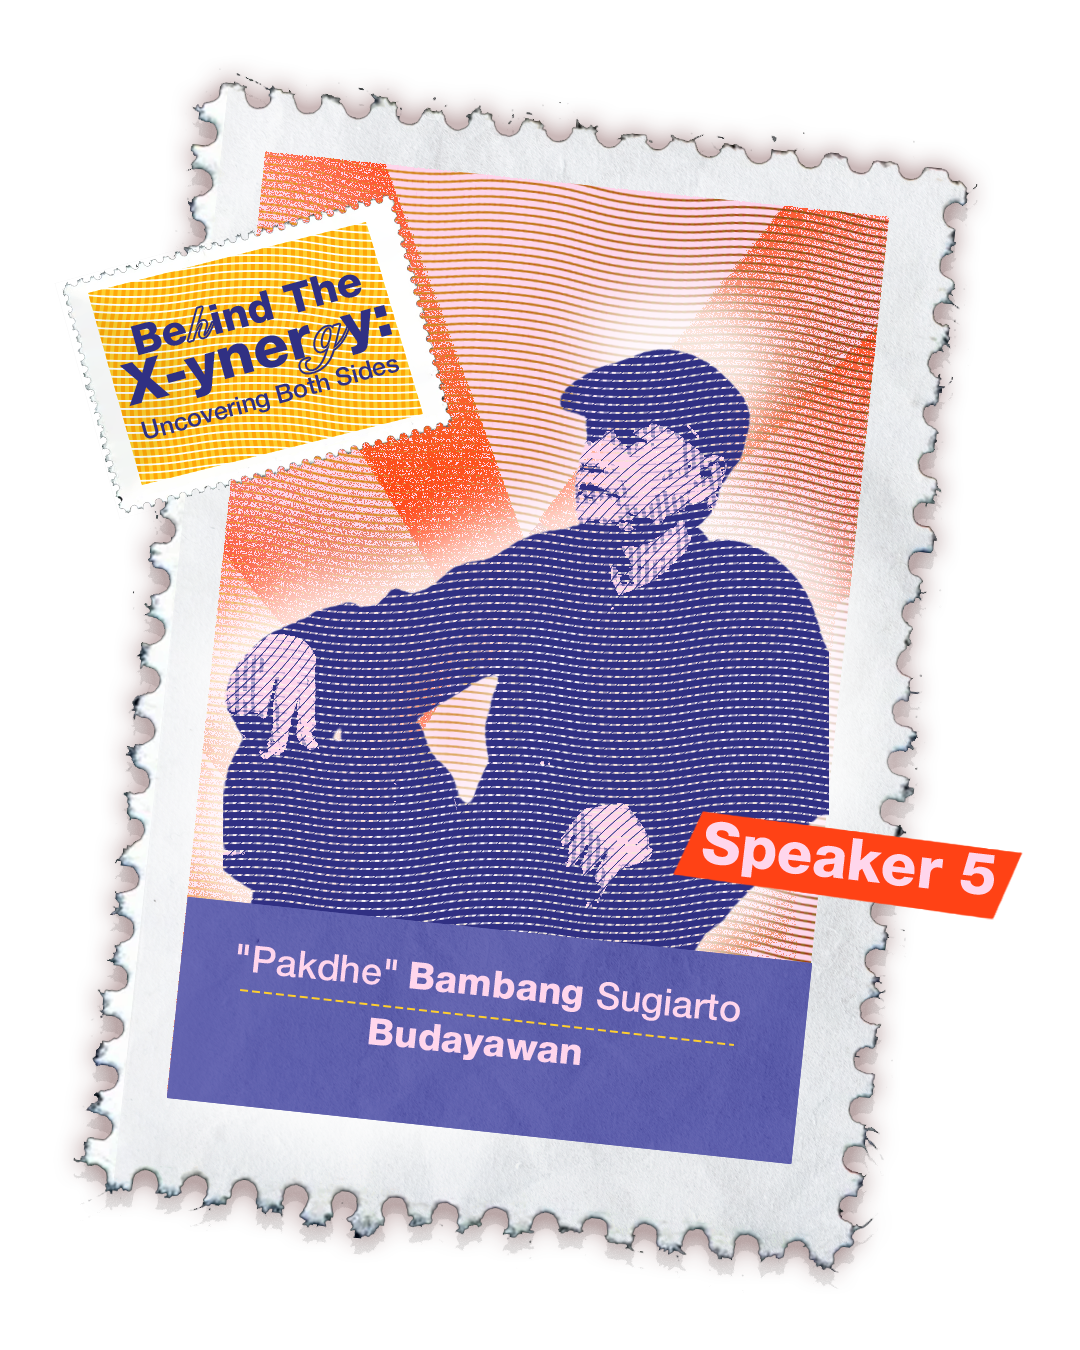 Behind The
X-ynergy:
Uncovering Both Sides
Speaker 5
"Pakdhe" Bambang Sugiarto
Budayawan